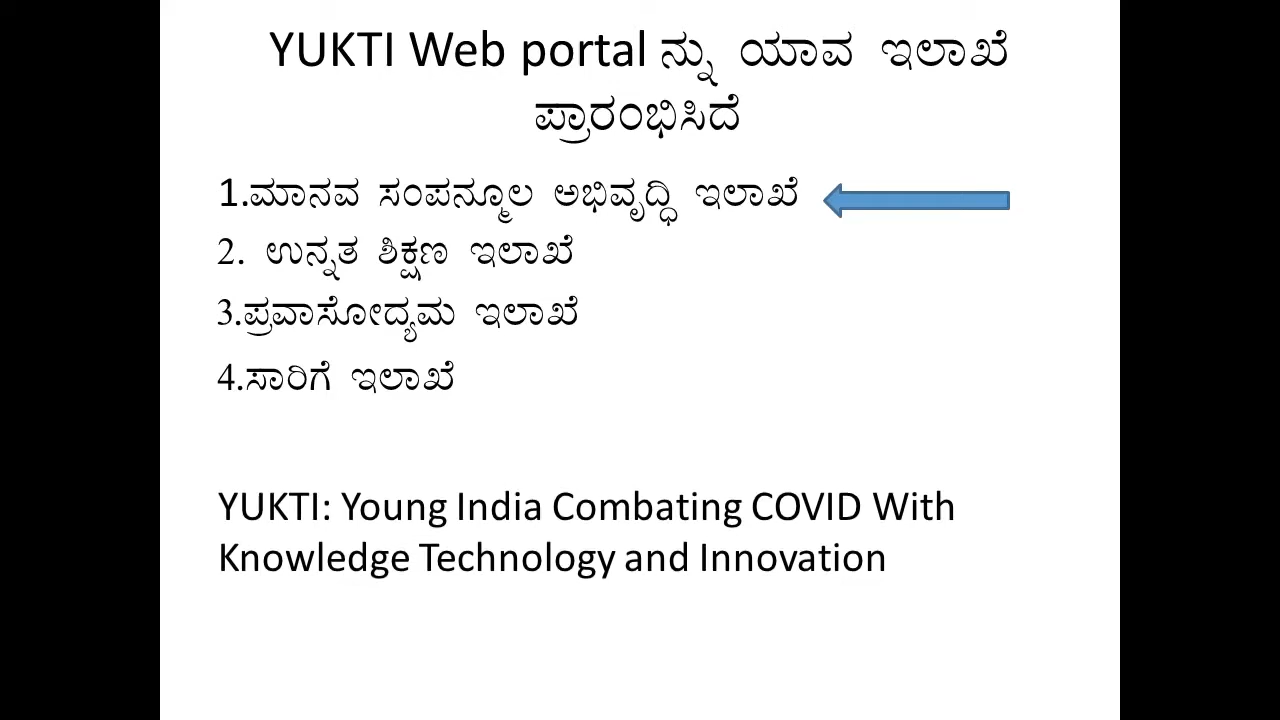 YUKTI Web portal ನ್ನು ಯಾವ ಇಲಾಖೆ
ಪ್ರಾರಂಭಿಸಿದೆ
1.ಮಾನವ ಸಂಪನ್ಮೂಲ ಅಭಿವೃದ್ಧಿ ಇಲಾಖೆ
2. ಉನ್ನತ ಶಿಕ್ಷಣ ಇಲಾಖೆ
3.ಪ್ರವಾಸೋದ್ಯಮ ಇಲಾಖೆ
4.ಸಾರಿಗೆ ಇಲಾಖೆ
YUKTI: Young India Combating COVID With
Knowledge Technology and Innovation